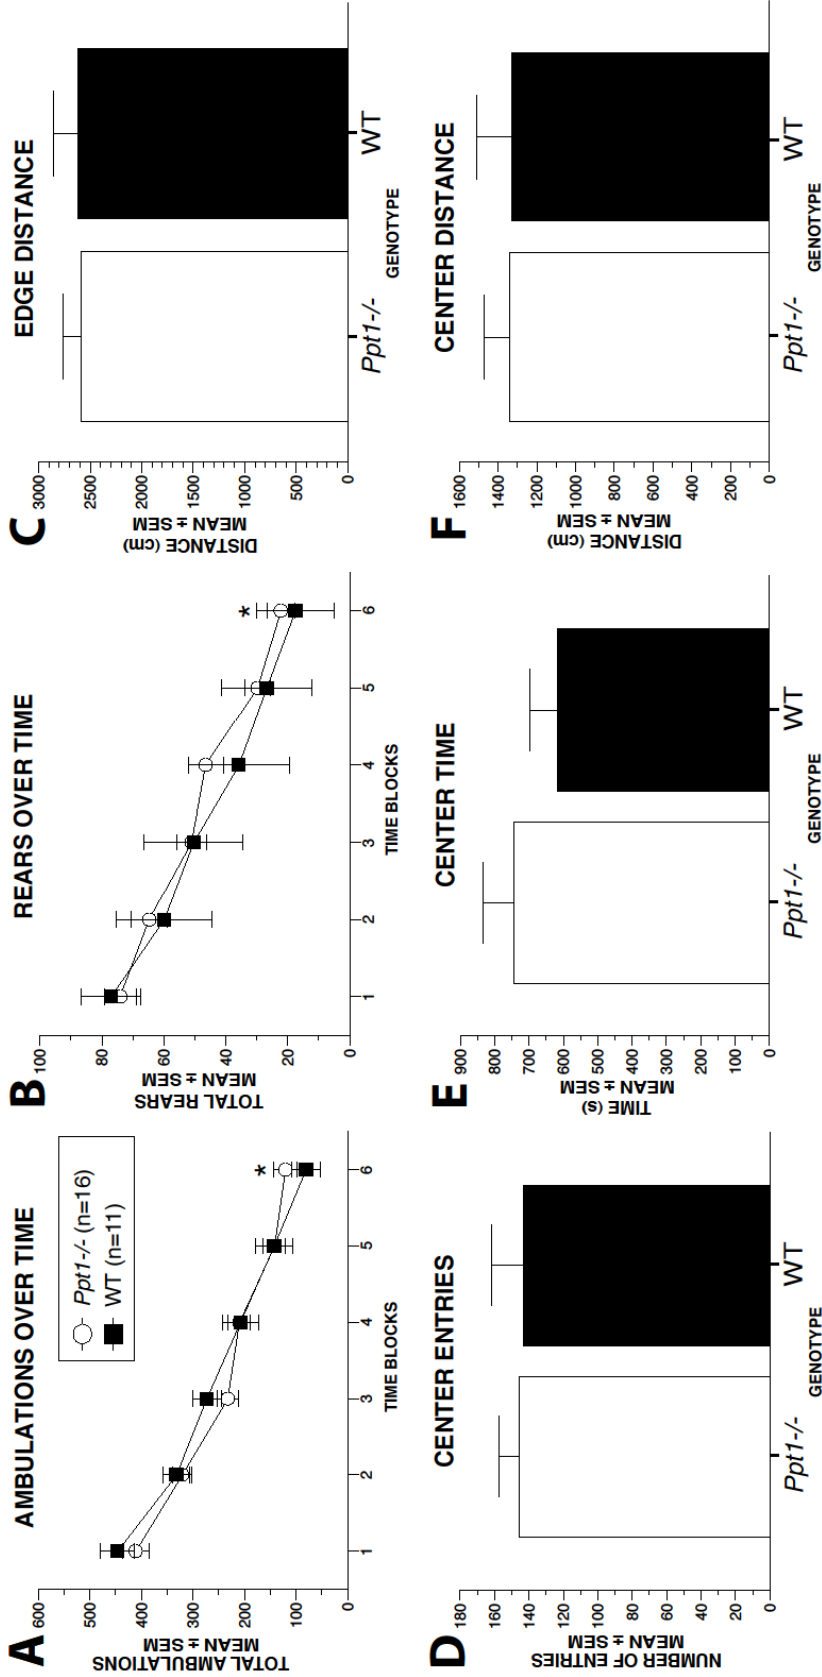 A
AMBULATIONS OVER TIME
TOTAL AMBULATIONS
MEAN ± SEM
600
500
400
300
200
100
0
Ppt1-/- (n=16)
WT (n=11)
*
1 2 3 4 5 6
TIME BLOCKS
B
REARS OVER TIME
TOTAL REARS
MEAN ± SEM
100
80
60
40
20
0
*
1 2 3 4 5 6
TIME BLOCKS
C
EDGE DISTANCE
DISTANCE (cm)
MEAN ± SEM
3000
2500
2000
1500
1000
500
0
Ppt1-/- WT
GENOTYPE
D
CENTER ENTRIES
NUMBER OF ENTRIES
MEAN ± SEM
180
160
140
120
100
80
60
40
20
0
Ppt1-/- WT
GENOTYPE
E
CENTER TIME
TIME (s)
MEAN ± SEM
900
800
700
600
500
400
300
200
100
0
Ppt1-/- WT
GENOTYPE
F
CENTER DISTANCE
DISTANCE (cm)
MEAN ± SEM
1600
1400
1200
1000
800
600
400
200
0
Ppt1-/- WT
GENOTYPE